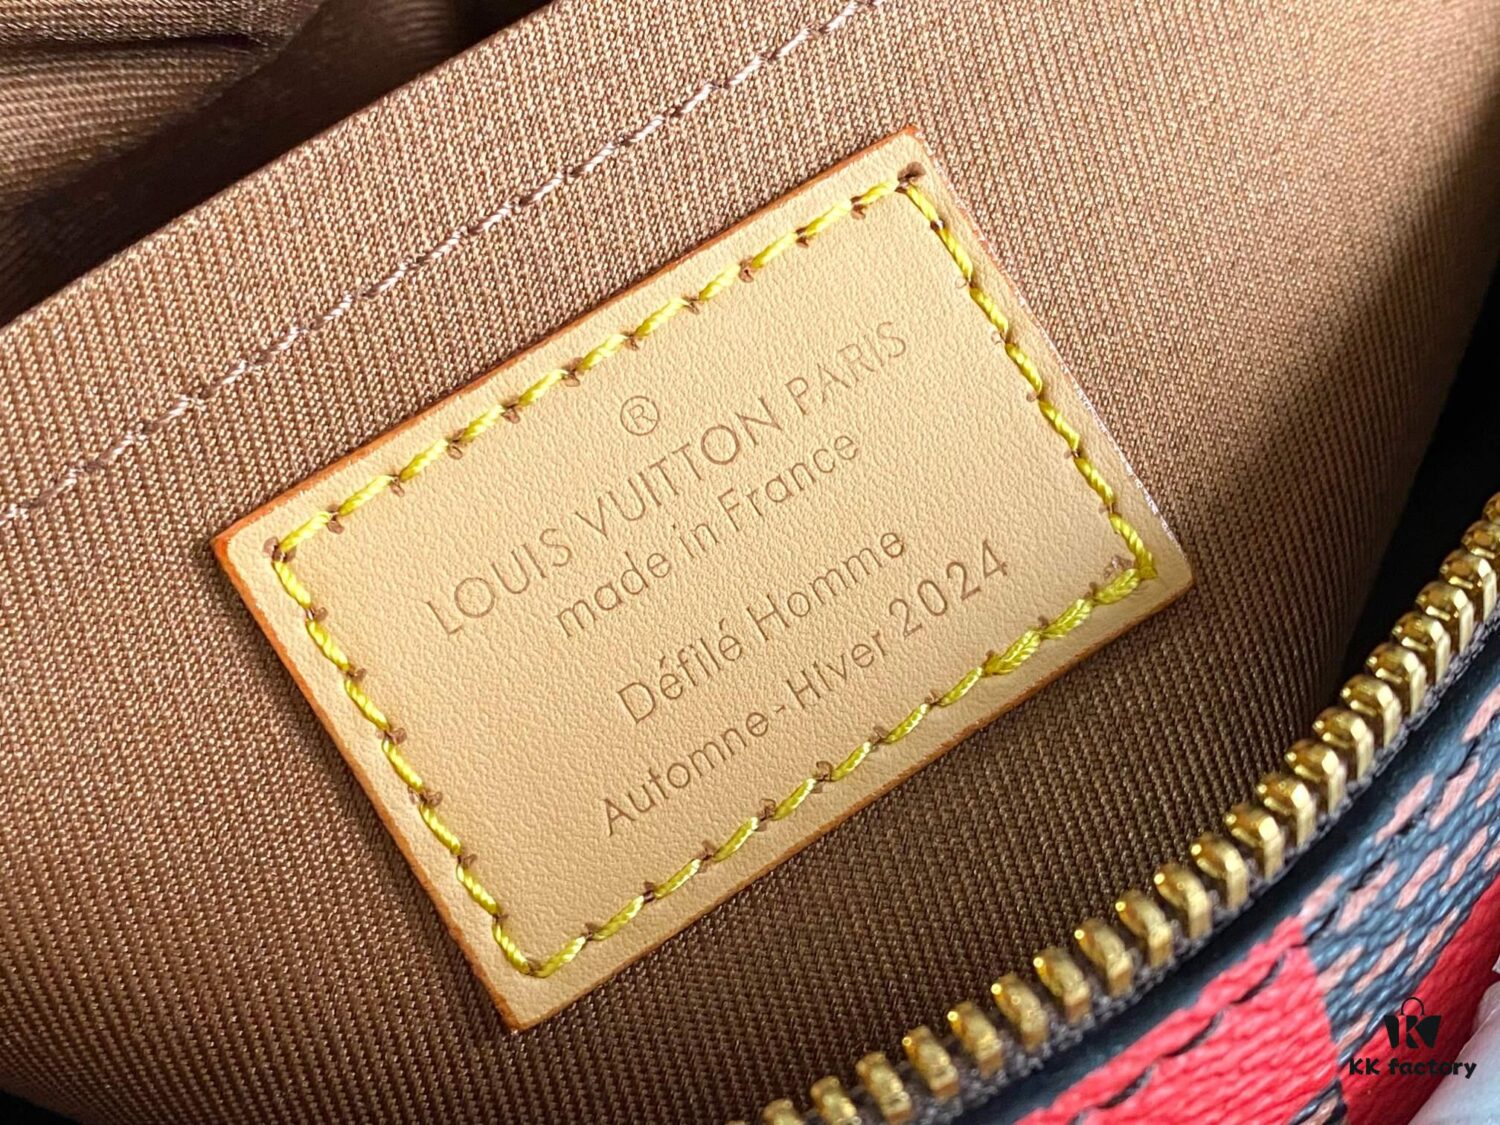 ®
LOUIS VUITTON PARIS
made in France
Défilé Homme
Automne-Hiver 2024
KK factory